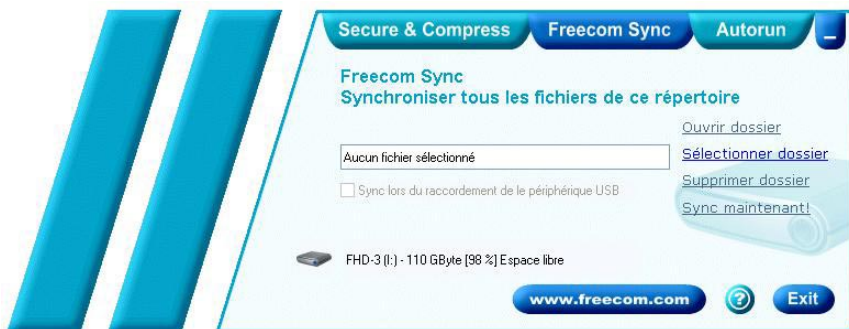 Secure & Compress Freecom Sync Autorun _
Freecom Sync
Synchroniser tous les fichiers de ce répertoire
Ouvrir dossier
Aucun fichier sélectionné Sélectionner dossier
Supprimer dossier
Sync lors du raccordement de le périphérique USB
Sync maintenant!
FHD-3 (I:) - 110 GByte [98 %] Espace libre
www.freecom.com ? Exit